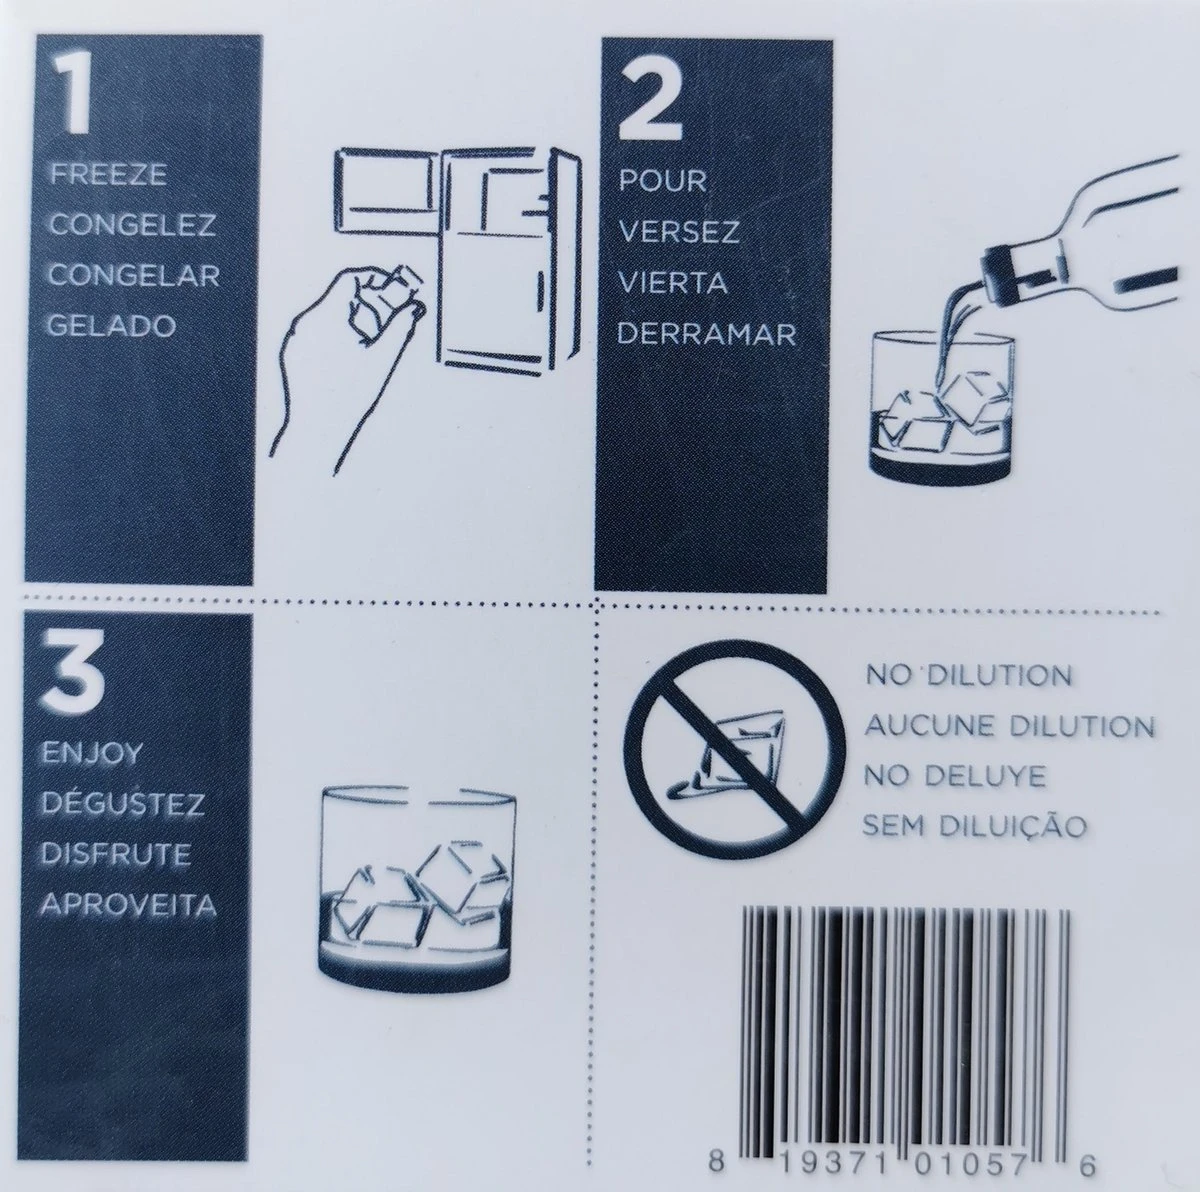 1
FREEZE
CONGELEZ
CONGELAR
GELADO
2
POUR
VERSEZ
VIERTA
DERRAMAR
3
ENJOY
DÉGUSTEZ
DISFRUTE
APROVEITA
NO DILUTION
AUCUNE DILUTION
NO DELUYE
SEM DILUIÇÃO
8 19371 01057 6